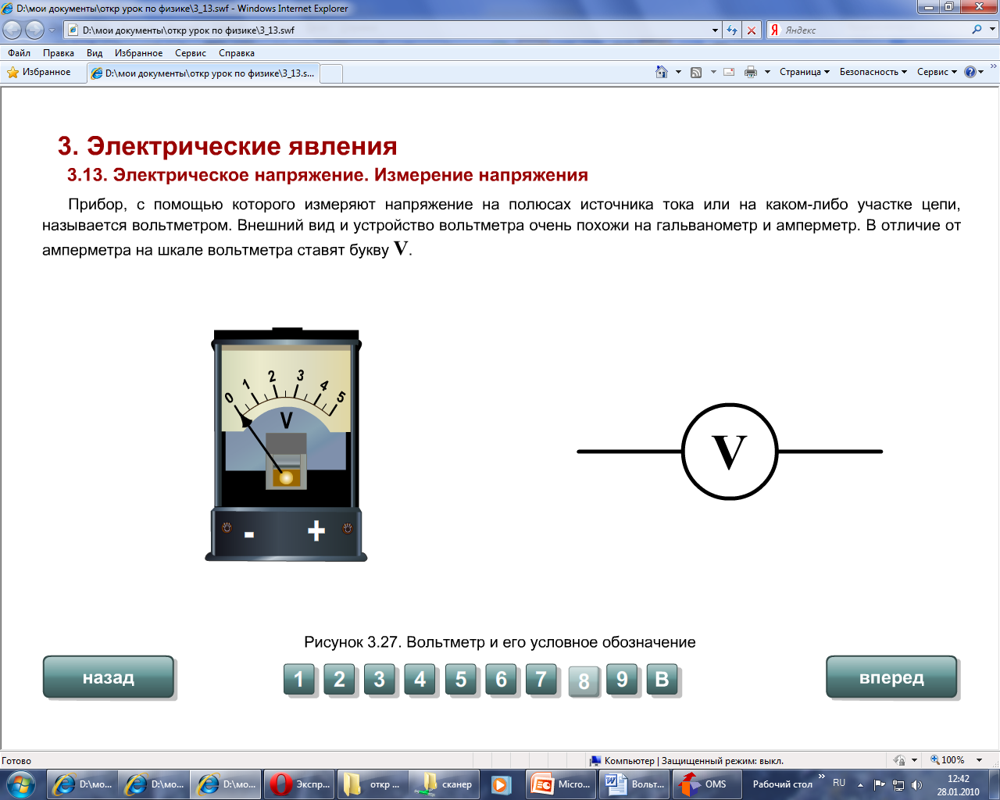 D:\мои документы\откр урок по физике\3_13.swf - Windows Internet Explorer
D:\мои документы\откр урок по физике\3_13.swf
Яндекс
Файл Правка Вид Избранное Сервис Справка
Избранное D:\мои документы\откр урок по физике\3_13.s... Страница Безопасность Сервис
3. Электрические явления
3.13. Электрическое напряжение. Измерение напряжения
Прибор, с помощью которого измеряют напряжение на полюсах источника тока или на каком-либо участке цепи,
называется вольтметром. Внешний вид и устройство вольтметра очень похожи на гальванометр и амперметр. В отличие от
амперметра на шкале вольтметра ставят букву V.
0 1 2 3 4 5
V
- +
V
Рисунок 3.27. Вольтметр и его условное обозначение
назад 1 2 3 4 5 6 7 8 9 В вперед
Готово Компьютер | Защищенный режим: выкл. 100%
D:\мо... D:\мо... D:\мо... Экспр... откр ... сканер Micro... Вольт... OMS Рабочий стол RU 12:42
28.01.2010